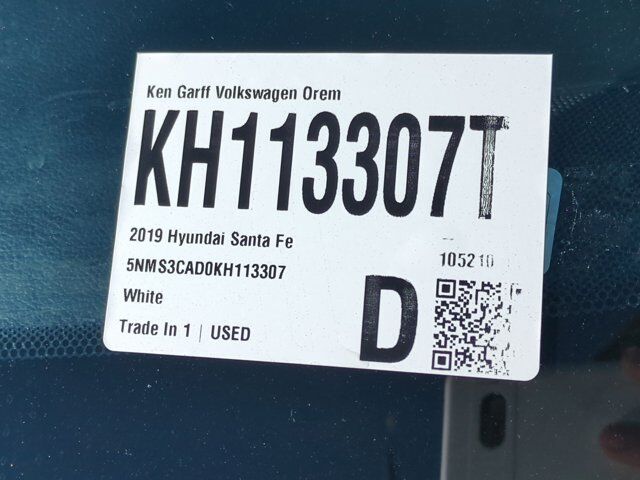 Ken Garff Volkswagen Orem
KH113307T
2019 Hyundai Santa Fe
5NMS3CAD0KH113307
105210
White
Trade In 1 | USED
D